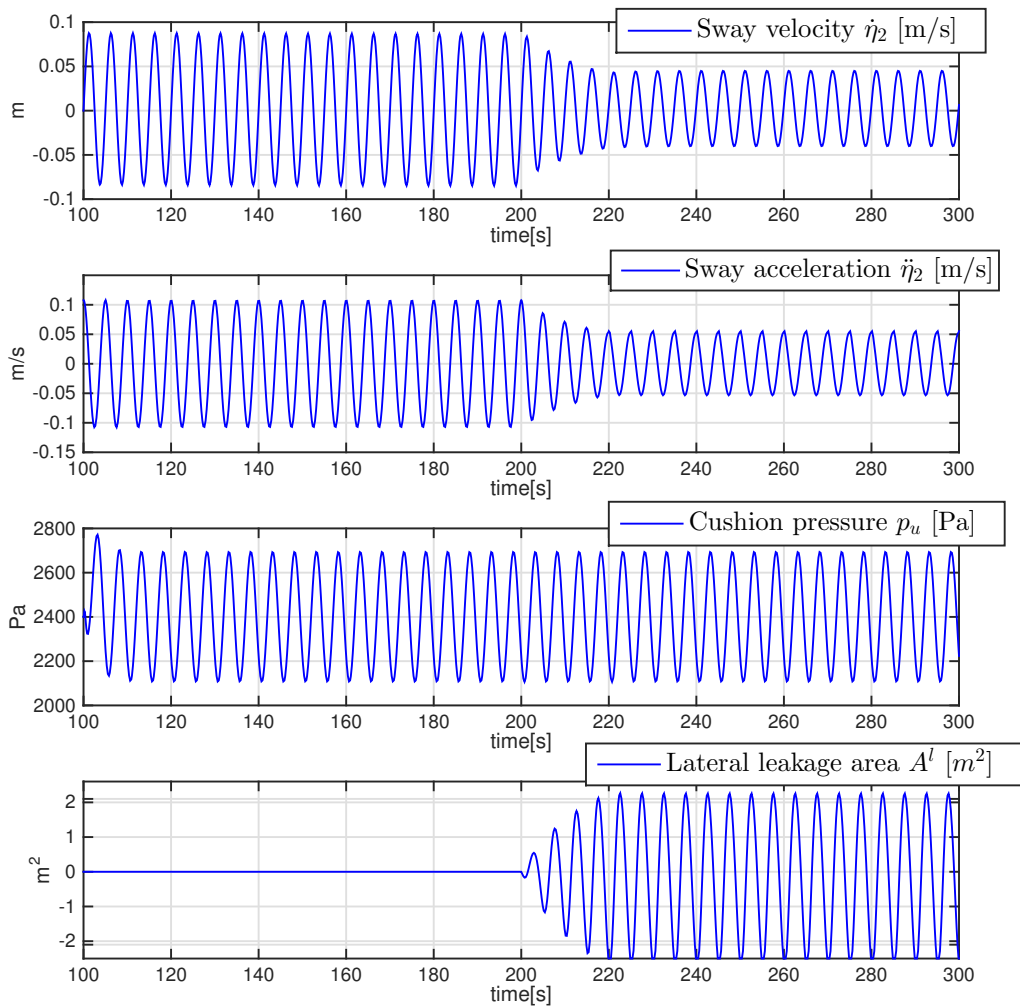 Sway velocity η̇₂ [m/s]
0.1
0.05
0
-0.05
-0.1
m
100 120 140 160 180 200 220 240 260 280 300
time[s]
Sway acceleration η̈₂ [m/s]
0.1
0.05
0
-0.05
-0.1
-0.15
m/s
100 120 140 160 180 200 220 240 260 280 300
time[s]
Cushion pressure pᵤ [Pa]
2800
2600
2400
2200
2000
Pa
100 120 140 160 180 200 220 240 260 280 300
time[s]
Lateral leakage area Aˡ [m²]
2
1
0
-1
-2
m²
100 120 140 160 180 200 220 240 260 280 300
time[s]